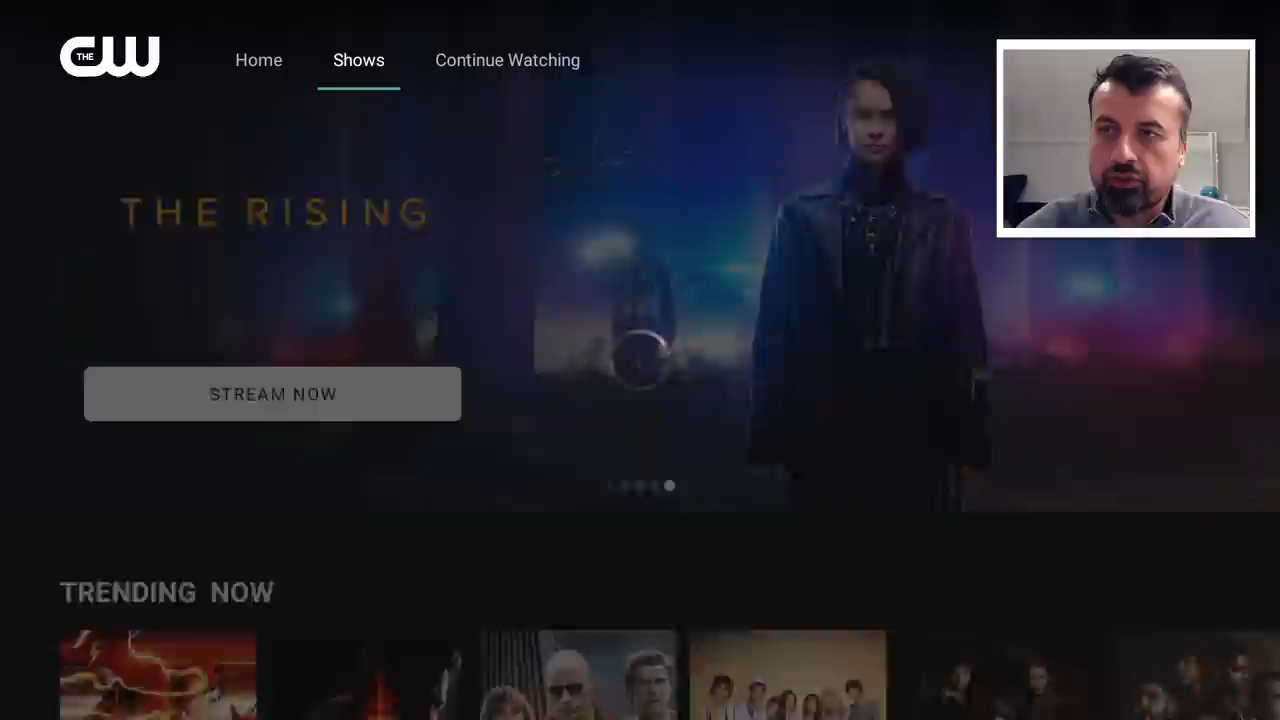 THE CW
Home
Shows
Continue Watching
THE RISING
STREAM NOW
TRENDING NOW